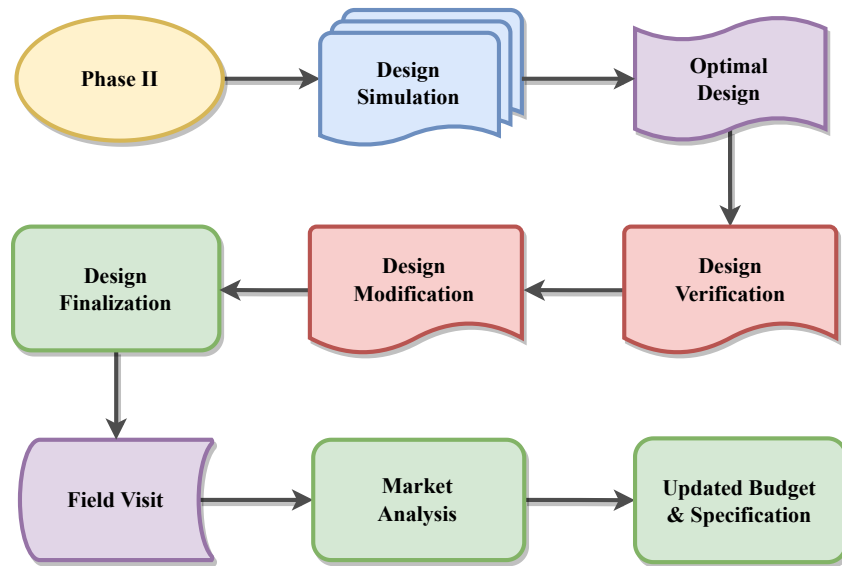 Phase II
Design
Simulation
Optimal
Design
Design
Finalization
Design
Modification
Design
Verification
Field Visit
Market
Analysis
Updated Budget
& Specification